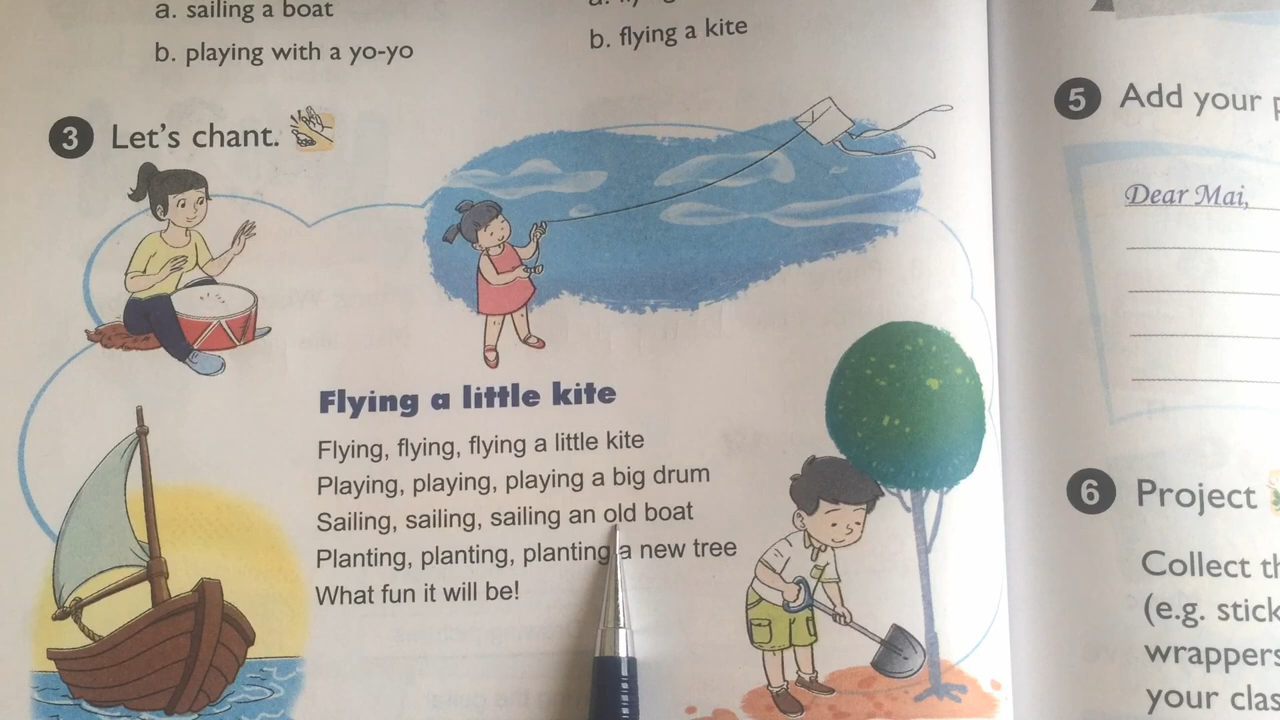 a. sailing a boat
b. playing with a yo-yo
a.
b. flying a kite
3 Let's chant.
Flying a little kite
Flying, flying, flying a little kite
Playing, playing, playing a big drum
Sailing, sailing, sailing an old boat
Planting, planting, planting a new tree
What fun it will be!
5 Add your
Dear Mai,
6 Project
Collect
(e.g. stick
wrappers
your